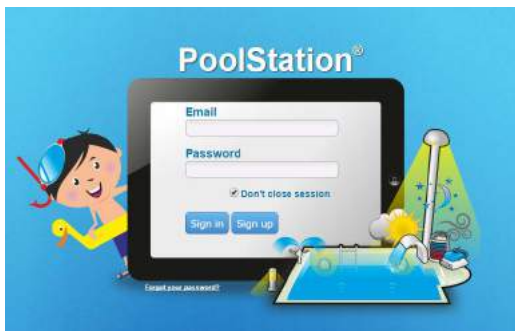 PoolStation®
Email
Password
Don't close session
Sign in Sign up
Forgot your password?